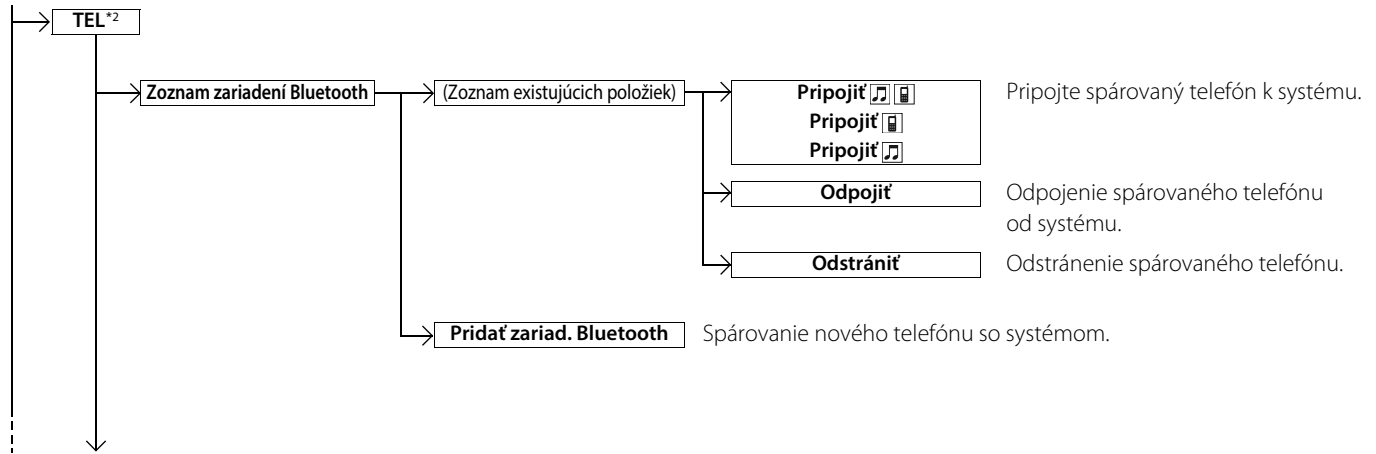 TEL*2
Zoznam zariadení Bluetooth
(Zoznam existujúcich položiek)
Pripojiť
Pripojiť
Pripojiť
Pripojte spárovaný telefón k systému.
Odpojiť
Odpojenie spárovaného telefónu
od systému.
Odstrániť
Odstránenie spárovaného telefónu.
Pridať zariad. Bluetooth
Spárovanie nového telefónu so systémom.